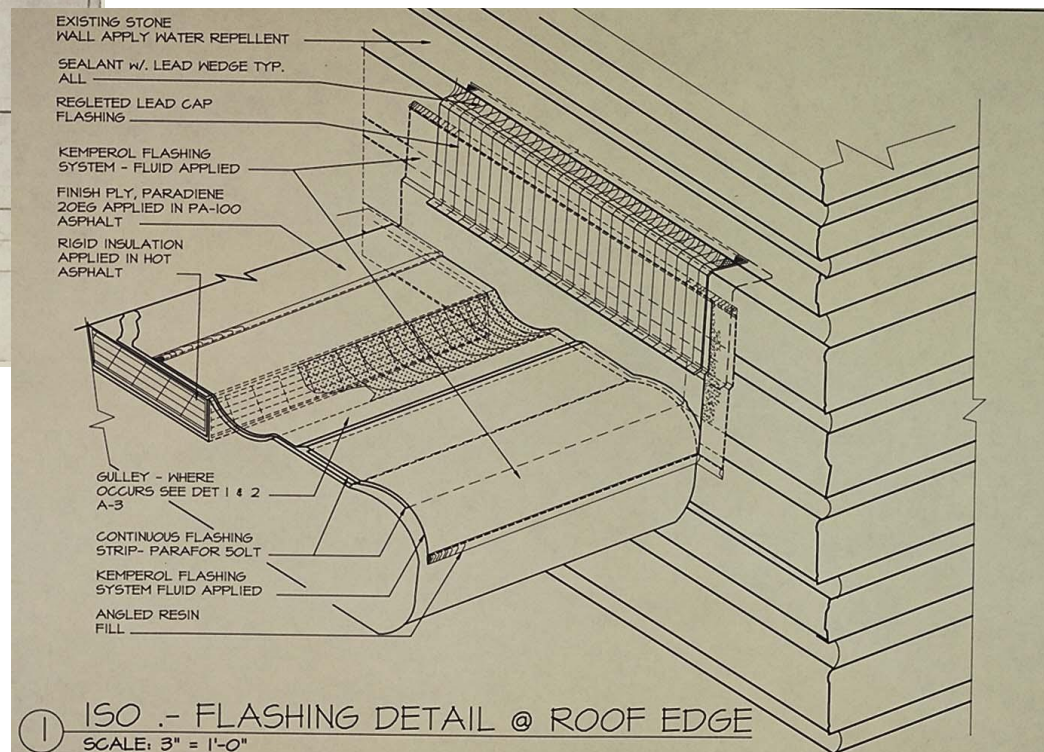 EXISTING STONE
WALL APPLY WATER REPELLENT
SEALANT W/. LEAD WEDGE TYP.
ALL
REGLETED LEAD CAP
FLASHING
KEMPEROL FLASHING
SYSTEM - FLUID APPLIED
FINISH PLY, PARADIENE
20EG APPLIED IN PA-100
ASPHALT
RIGID INSULATION
APPLIED IN HOT
ASPHALT
GULLEY - WHERE
OCCURS SEE DET 1 & 2
A-3
CONTINUOUS FLASHING
STRIP- PARAFOR 50LT
KEMPEROL FLASHING
SYSTEM FLUID APPLIED
ANGLED RESIN
FILL
1 ISO .- FLASHING DETAIL @ ROOF EDGE
SCALE: 3" = 1'-0"